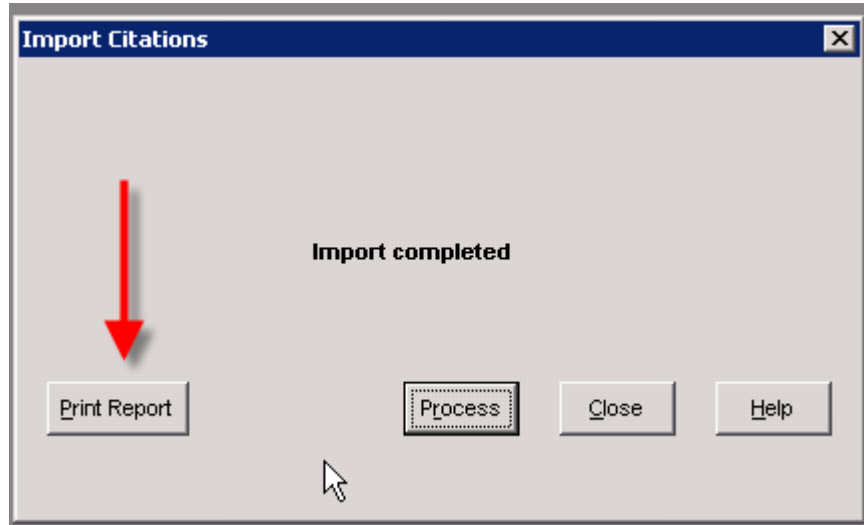 Import Citations
Import completed
Print Report
Process
Close
Help